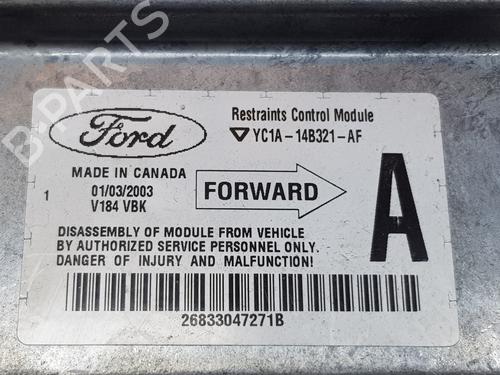 Ford
Restraints Control Module
YC1A-14B321-AF
MADE IN CANADA
01/03/2003
V184 VBK
1
FORWARD
A
DISASSEMBLY OF MODULE FROM VEHICLE
BY AUTHORIZED SERVICE PERSONNEL ONLY.
DANGER OF INJURY AND MALFUNCTION!
26833047271B